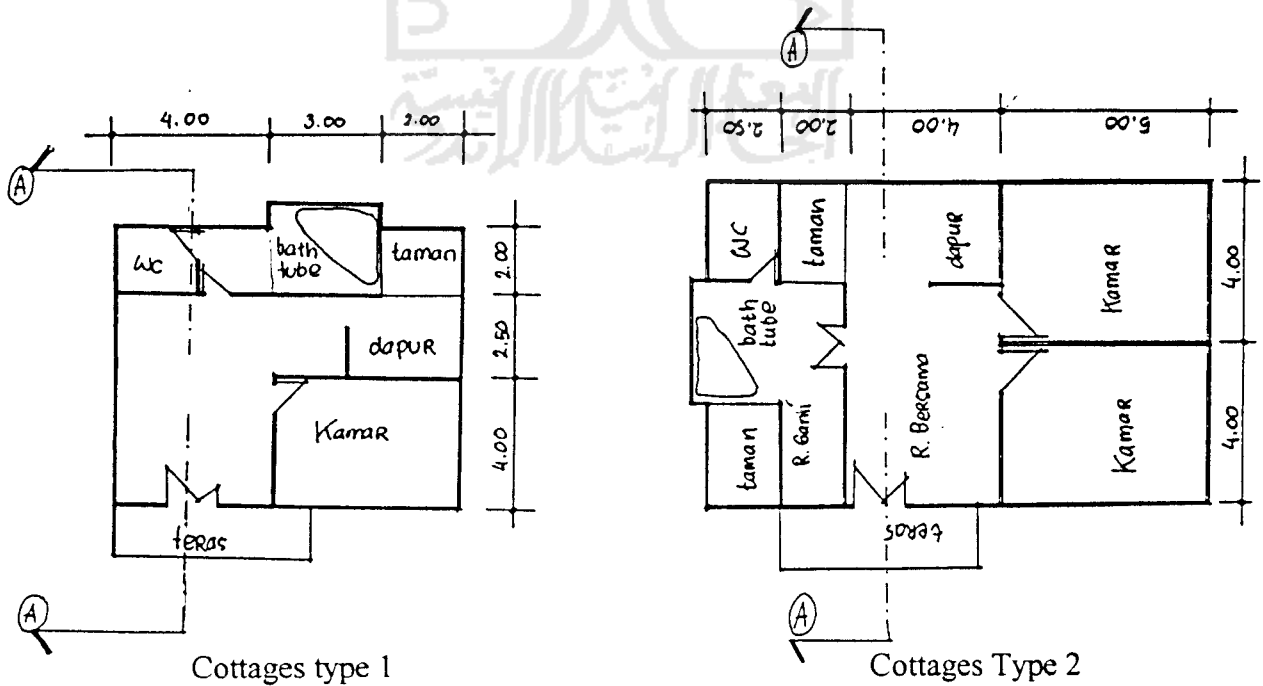 A
4.00 3.00 2.00
A
WC
bath
tube
taman
2.00
dapur
2.50
Kamar
4.00
teras
A
Cottages type 1
A
2.50 2.00 4.00 5.00
WC
taman
dapur
Kamar
4.00
bath
tube
taman
R. Ganti
R. Bersama
Kamar
4.00
teras
A
Cottages Type 2